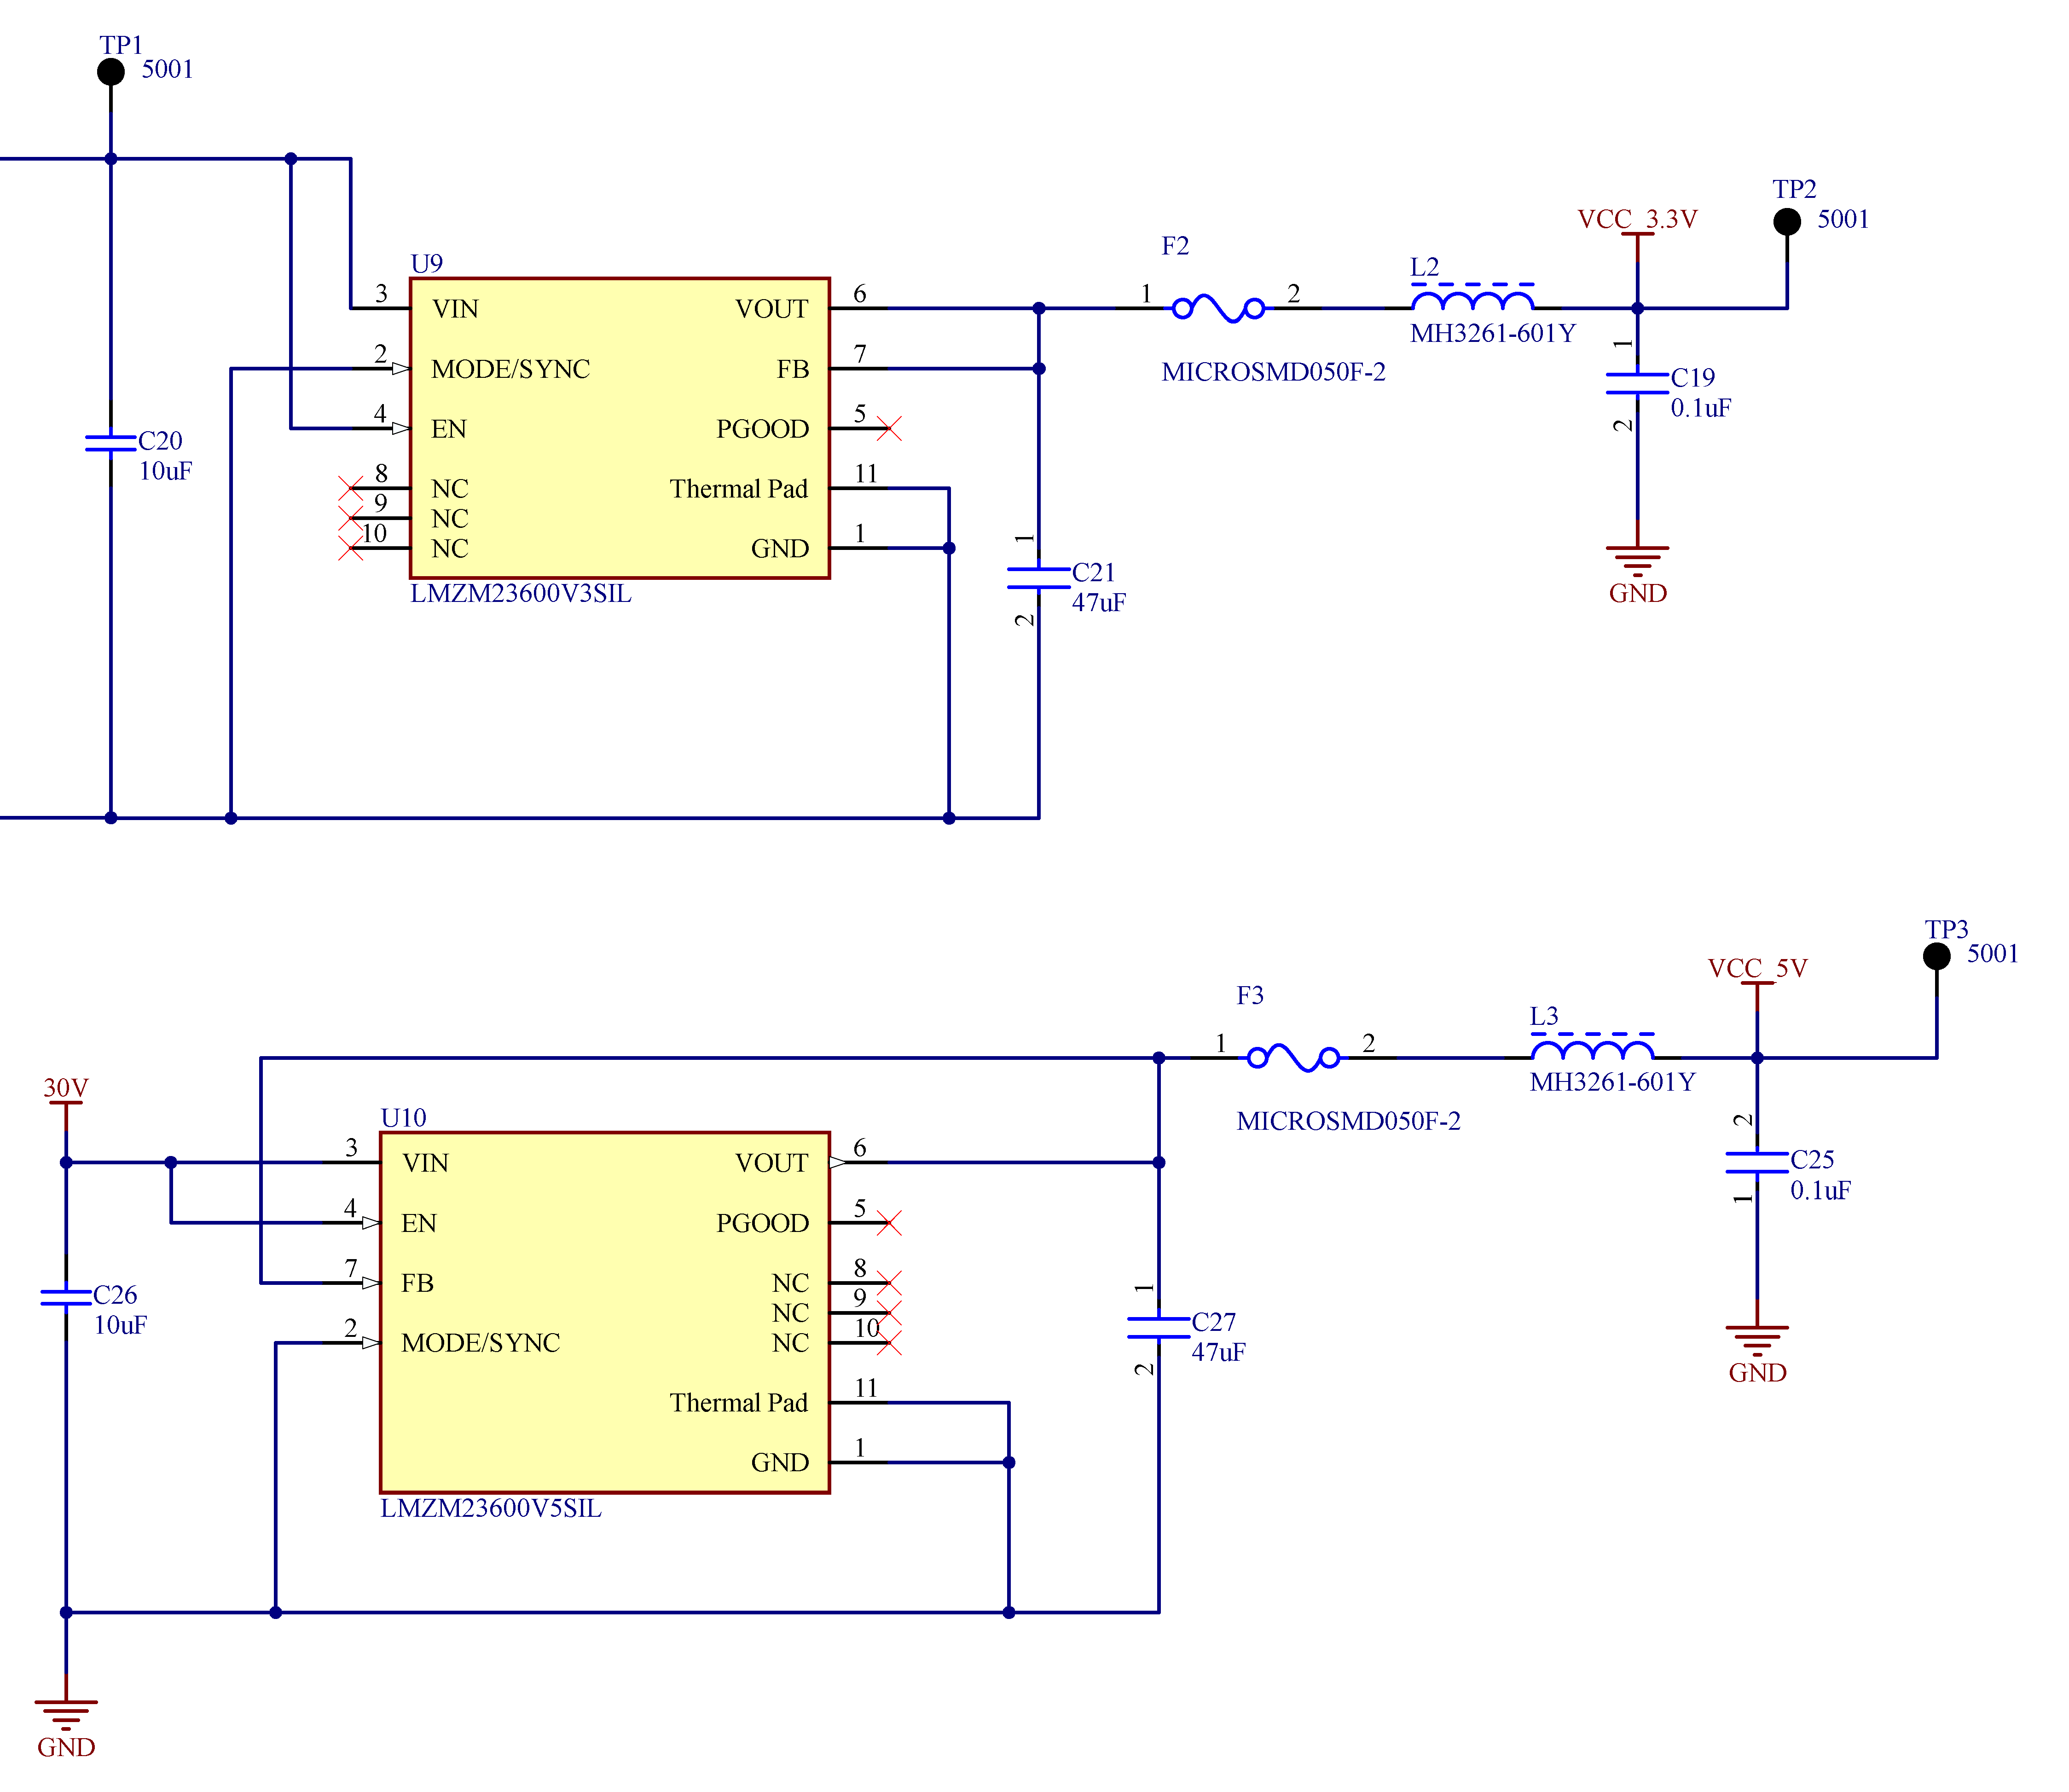 TP1
5001
TP2
5001
VCC_3.3V
F2
L2
U9
3
VIN
VOUT
6
1
2
MH3261-601Y
2
MODE/SYNC
FB
7
MICROSMD050F-2
1
C19
0.1uF
2
4
EN
PGOOD
5
C20
10uF
8
NC
Thermal Pad
11
9
NC
10
NC
GND
1
1
C21
47uF
2
LMZM23600V3SIL
GND
TP3
5001
VCC_5V
F3
L3
1
2
MH3261-601Y
30V
U10
MICROSMD050F-2
3
VIN
VOUT
6
2
C25
0.1uF
1
4
EN
PGOOD
5
7
FB
NC
8
C26
10uF
NC
9
1
C27
47uF
2
2
MODE/SYNC
NC
10
Thermal Pad
11
GND
GND
1
LMZM23600V5SIL
GND